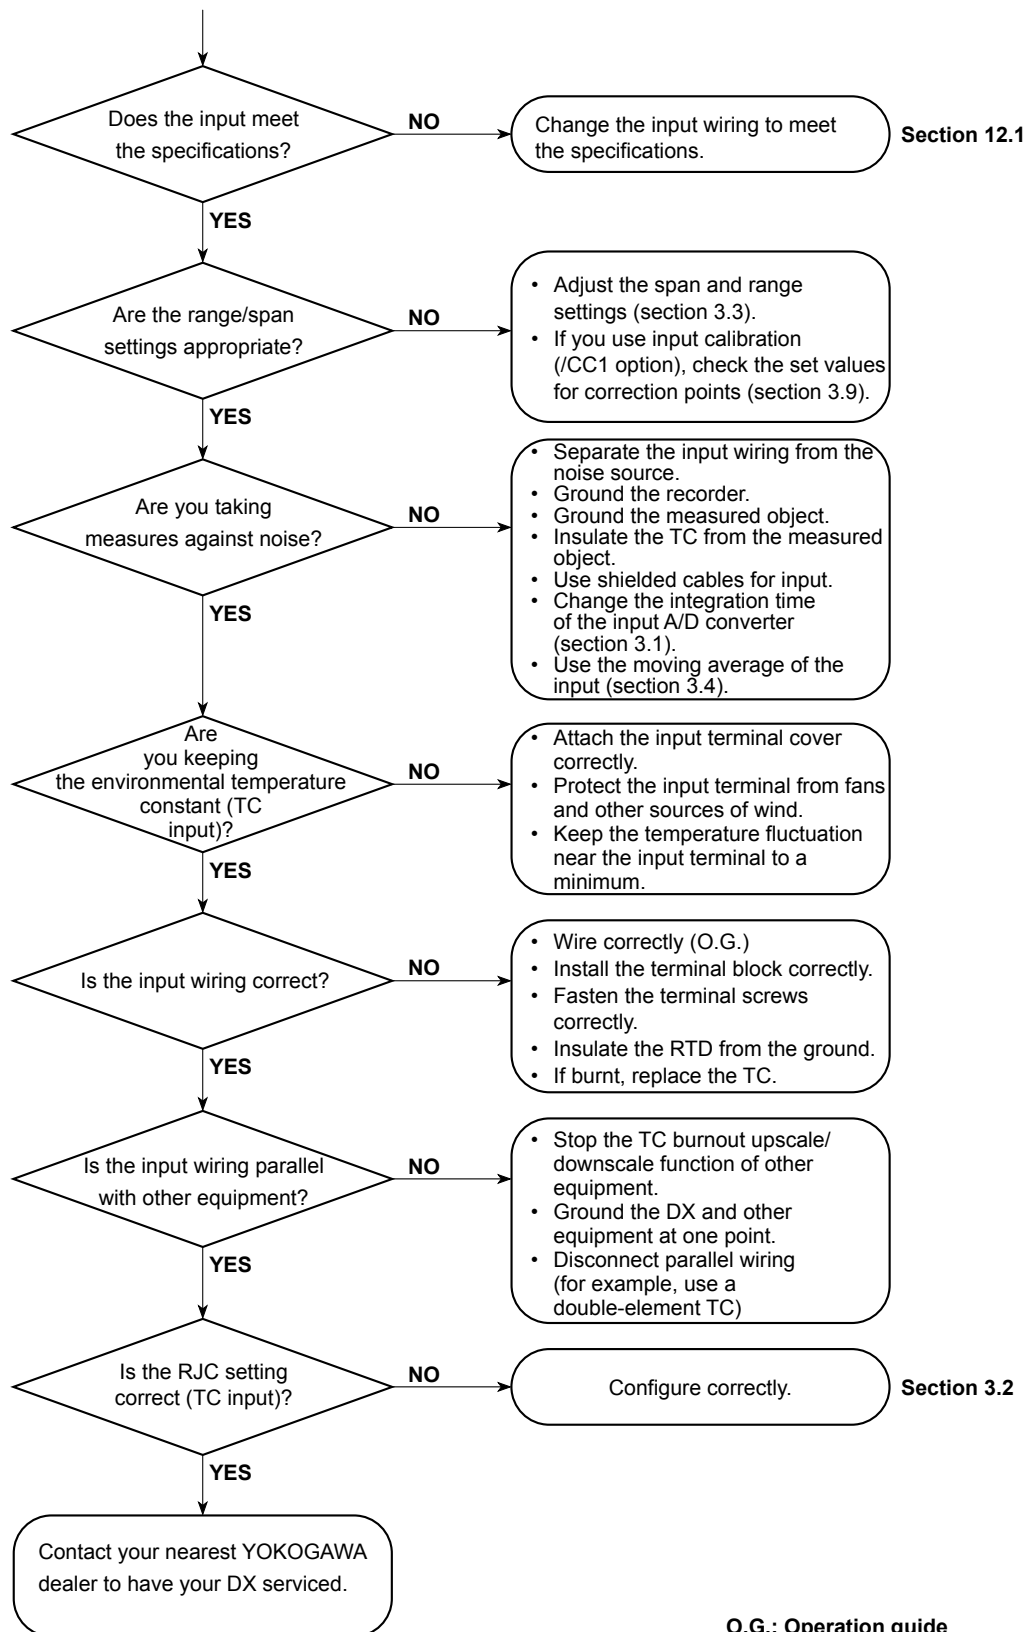 Does the input meet
the specifications?
NO
Change the input wiring to meet
the specifications.
Section 12.1
YES
Are the range/span
settings appropriate?
NO
• Adjust the span and range
settings (section 3.3).
• If you use input calibration
(/CC1 option), check the set values
for correction points (section 3.9).
YES
Are you taking
measures against noise?
NO
• Separate the input wiring from the
noise source.
• Ground the recorder.
• Ground the measured object.
• Insulate the TC from the measured
object.
• Use shielded cables for input.
• Change the integration time
of the input A/D converter
(section 3.1).
• Use the moving average of the
input (section 3.4).
YES
Are
you keeping
the environmental temperature
constant (TC
input)?
NO
• Attach the input terminal cover
correctly.
• Protect the input terminal from fans
and other sources of wind.
• Keep the temperature fluctuation
near the input terminal to a
minimum.
YES
Is the input wiring correct?
NO
• Wire correctly (O.G.)
• Install the terminal block correctly.
• Fasten the terminal screws
correctly.
• Insulate the RTD from the ground.
• If burnt, replace the TC.
YES
Is the input wiring parallel
with other equipment?
NO
• Stop the TC burnout upscale/
downscale function of other
equipment.
• Ground the DX and other
equipment at one point.
• Disconnect parallel wiring
(for example, use a
double-element TC)
YES
Is the RJC setting
correct (TC input)?
NO
Configure correctly.
Section 3.2
YES
Contact your nearest YOKOGAWA
dealer to have your DX serviced.
O.G.: Operation guide